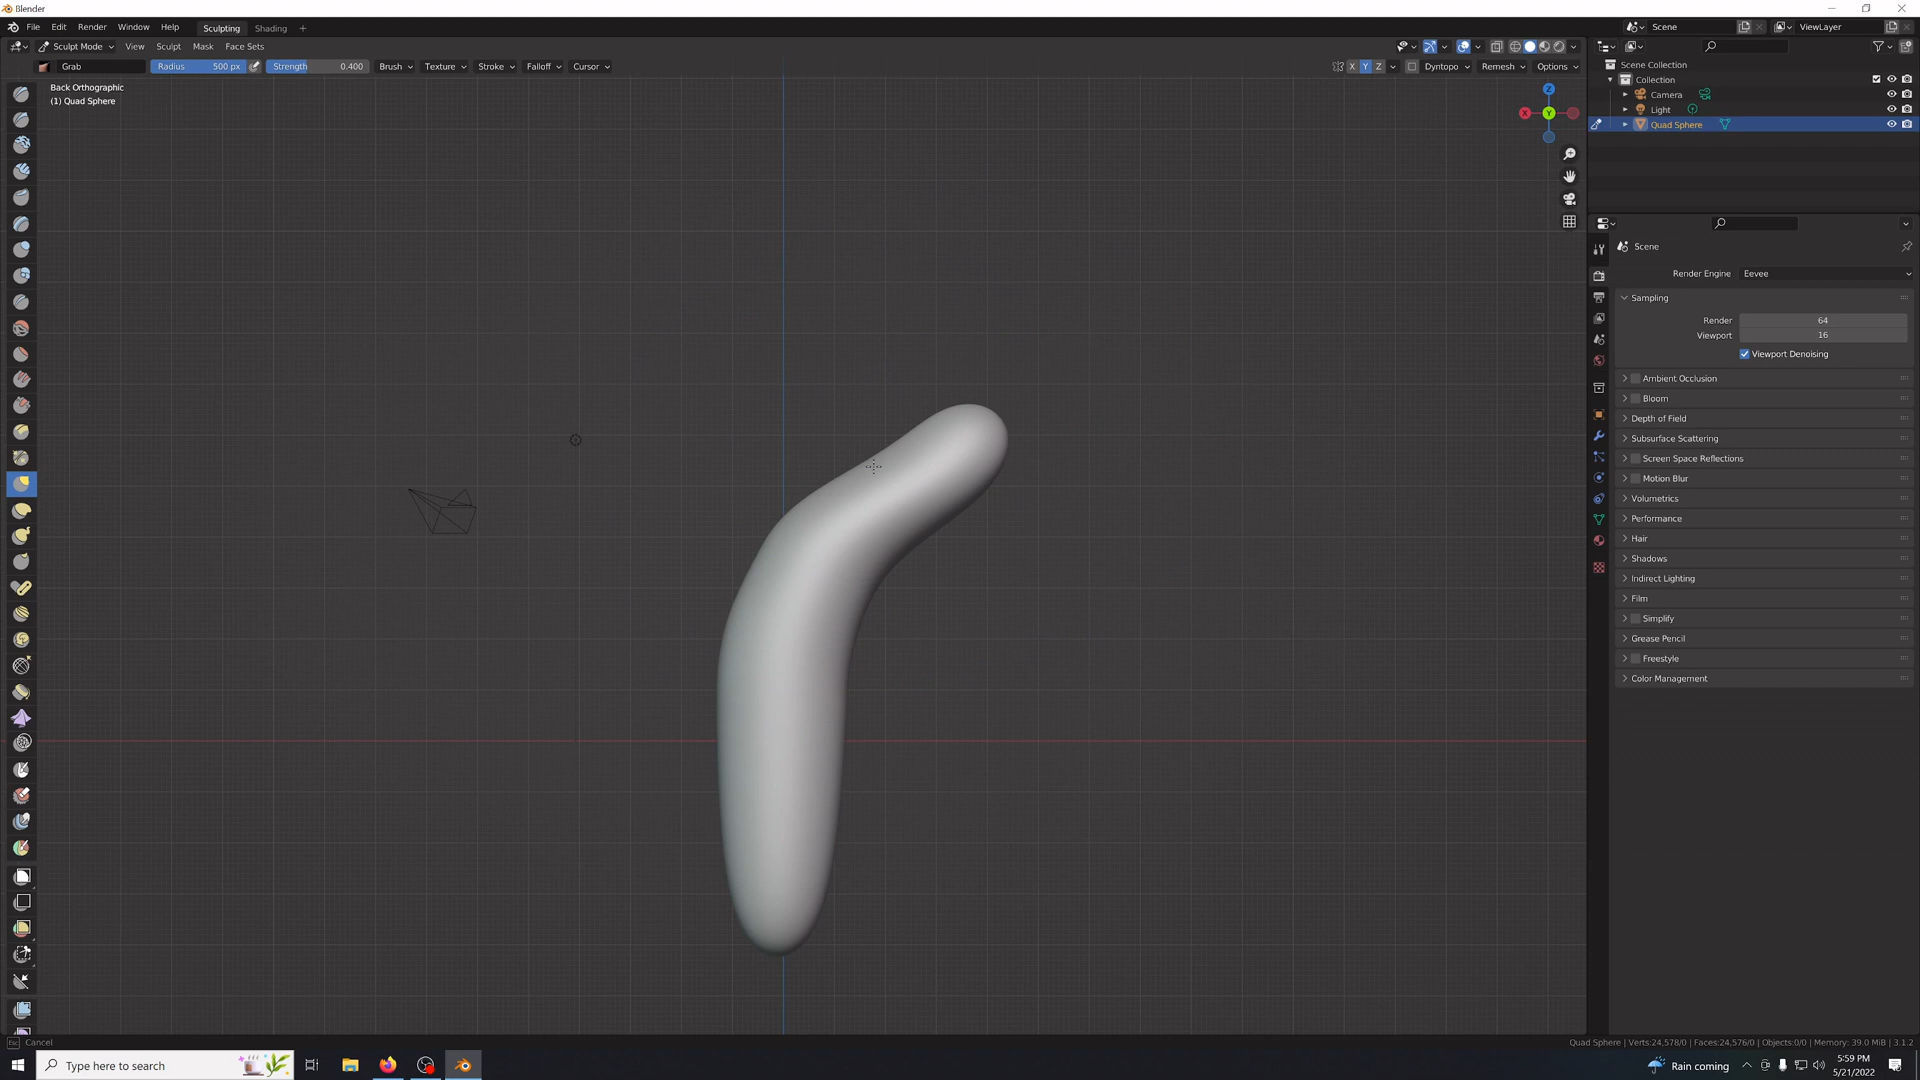 Blender
File Edit Render Window Help Sculpting Shading Scene ViewLayer
Sculpt Mode View Sculpt Mask Face Sets
Grab Radius 500 px Strength 0.400 Brush Texture Stroke Falloff Cursor X Y Z Dyntopo Remesh Options
Back Orthographic
(1) Quad Sphere
Z
X Y
Scene Collection
Collection
Camera
Light
Quad Sphere
Scene
Render Engine Eevee
Sampling
Render 64
Viewport 16
Viewport Denoising
Ambient Occlusion
Bloom
Depth of Field
Subsurface Scattering
Screen Space Reflections
Motion Blur
Volumetrics
Performance
Hair
Shadows
Indirect Lighting
Film
Simplify
Grease Pencil
Freestyle
Color Management
Esc Cancel
Quad Sphere | Verts:24,578/0 | Faces:24,576/0 | Objects:0/0 | Memory: 39.0 MiB | 3.1.2
Type here to search
Rain coming
5:59 PM
5/21/2022